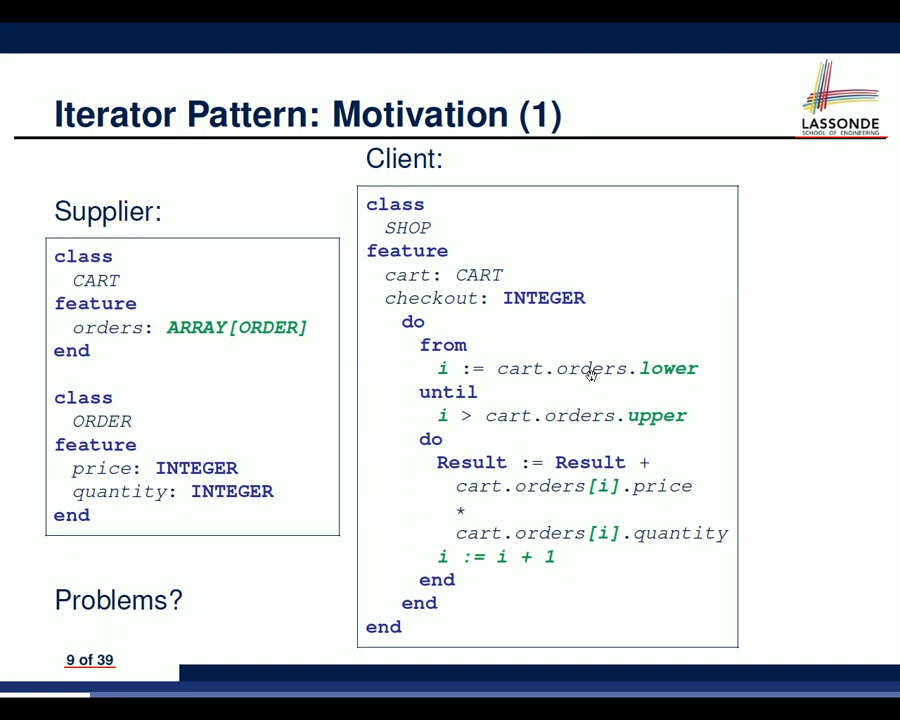 Iterator Pattern: Motivation (1)
LASSONDE
SCHOOL OF ENGINEERING
Supplier:
class
CART
feature
orders: ARRAY[ORDER]
end
class
ORDER
feature
price: INTEGER
quantity: INTEGER
end
Problems?
Client:
class
SHOP
feature
cart: CART
checkout: INTEGER
do
from
i := cart.orders.lower
until
i > cart.orders.upper
do
Result := Result +
cart.orders[i].price
*
cart.orders[i].quantity
i := i + 1
end
end
end
9 of 39